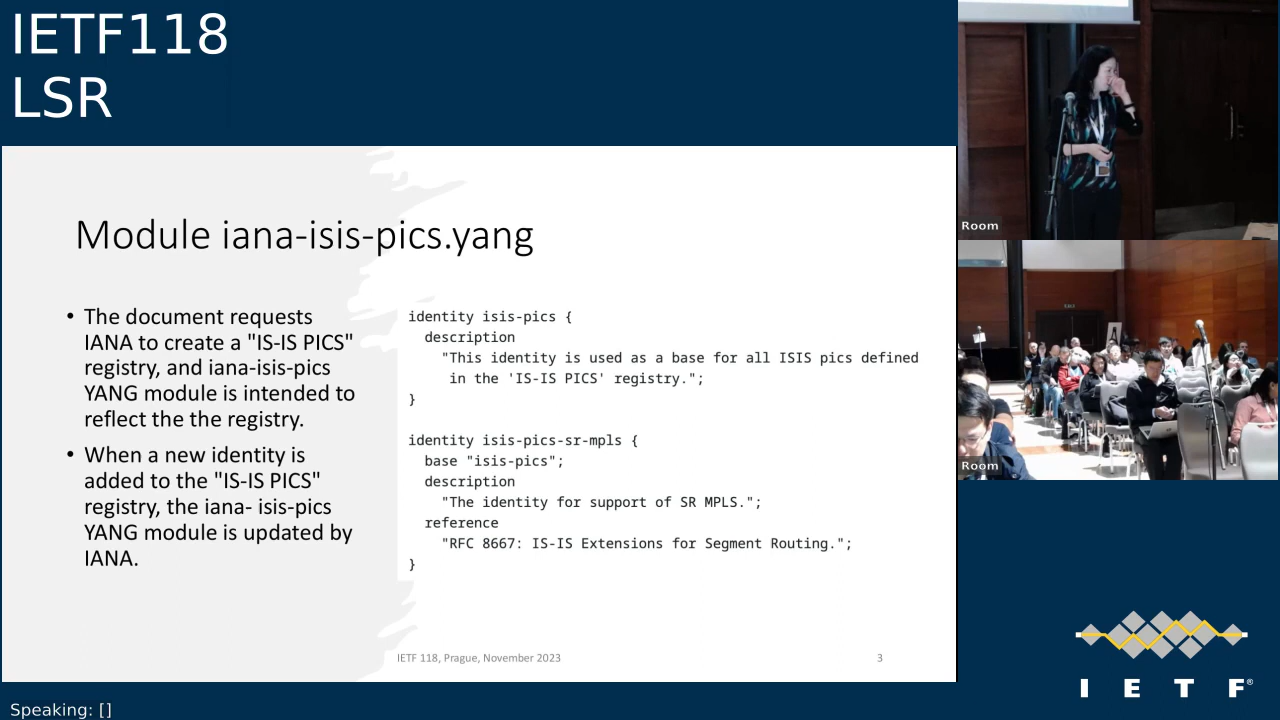 IETF118
LSR
Module iana-isis-pics.yang
• The document requests
IANA to create a "IS-IS PICS"
registry, and iana-isis-pics
YANG module is intended to
reflect the the registry.
• When a new identity is
added to the "IS-IS PICS"
registry, the iana- isis-pics
YANG module is updated by
IANA.
identity isis-pics {
description
"This identity is used as a base for all ISIS pics defined
in the 'IS-IS PICS' registry.";
}
identity isis-pics-sr-mpls {
base "isis-pics";
description
"The identity for support of SR MPLS.";
reference
"RFC 8667: IS-IS Extensions for Segment Routing.";
}
IETF 118, Prague, November 2023
3
Room
Room
I E T F®
Speaking: []